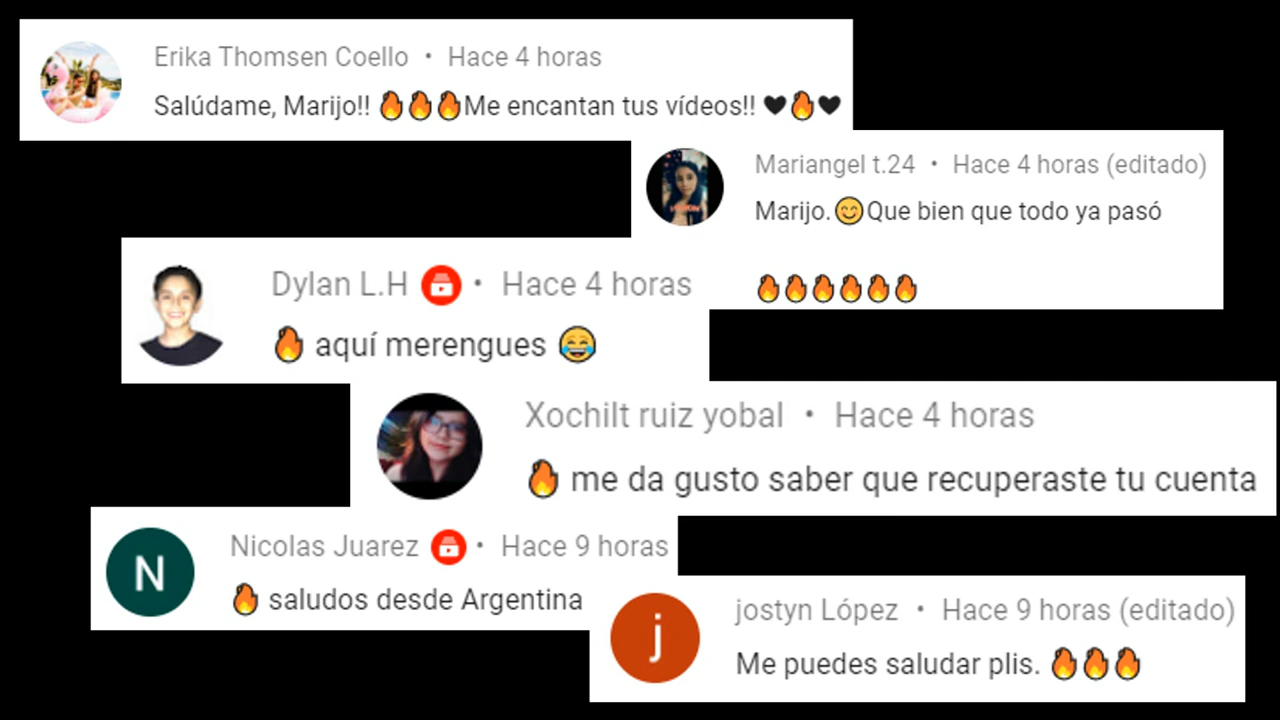 Erika Thomsen Coello • Hace 4 horas
Salúdame, Marijo!! 🔥🔥🔥Me encantan tus vídeos!! 🖤🔥🖤
Mariangel t.24 • Hace 4 horas (editado)
Marijo.😊Que bien que todo ya pasó
🔥🔥🔥🔥🔥🔥
Dylan L.H • Hace 4 horas
🔥 aquí merengues 😂
Xochilt ruiz yobal • Hace 4 horas
🔥 me da gusto saber que recuperaste tu cuenta
N
Nicolas Juarez • Hace 9 horas
🔥 saludos desde Argentina
j
jostyn López • Hace 9 horas (editado)
Me puedes saludar plis. 🔥🔥🔥